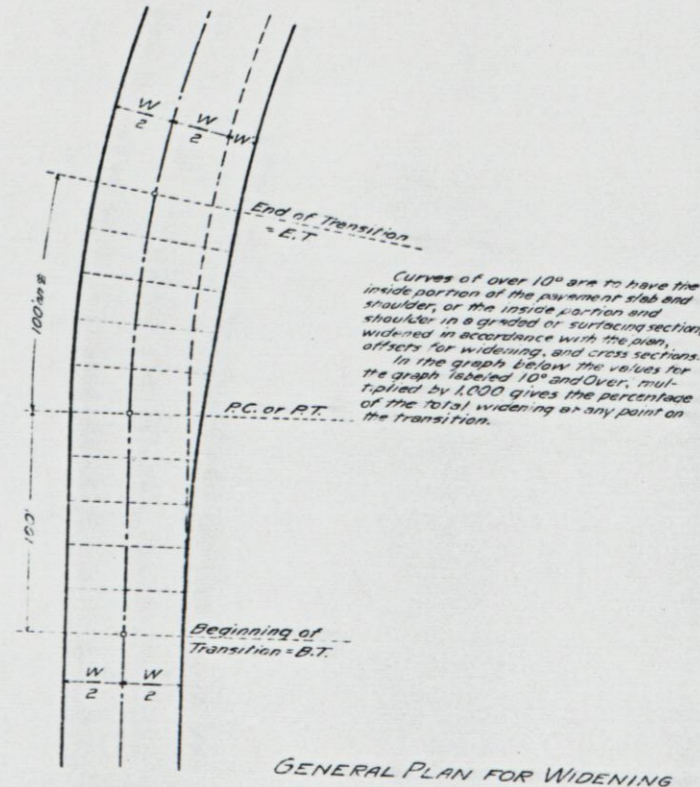 W
2
W
2
W
End of Transition
= E.T
Curves of over 10° are to have the
inside portion of the pavement slab and
shoulder, or the inside portion and
shoulder in a graded or surfacing section,
widened in accordance with the plan,
offsets for widening, and cross sections.
In the graph below the values for
the graph labeled 10° and Over, mul-
tiplied by 1,000 gives the percentage
of the total widening at any point on
the transition.
P.C. or P.T.
100'
Beginning of
Transition = B.T.
W
2
W
2
GENERAL PLAN FOR WIDENING